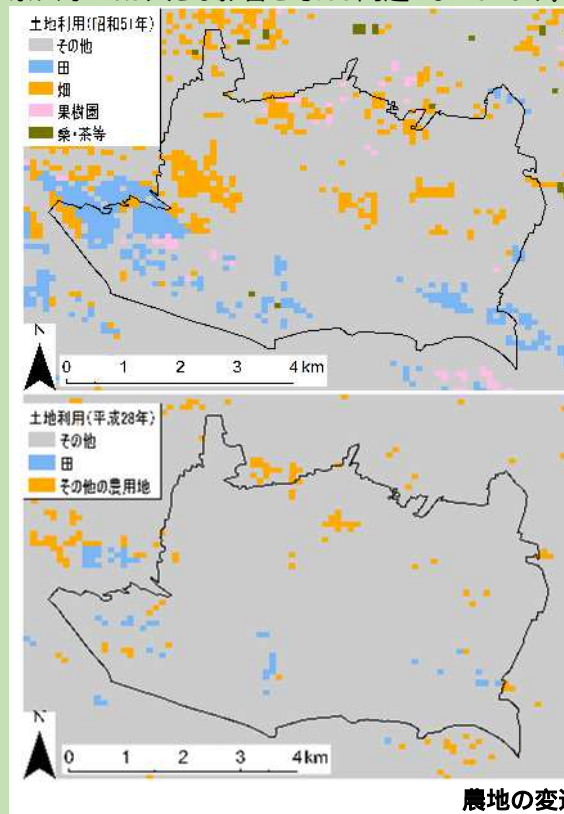 土地利用(昭和51年)
その他
田
畑
果樹園
桑・茶等
N
0 1 2 3 4 km
土地利用(平成28年)
その他
田
その他の農用地
N
0 1 2 3 4 km
農地の変